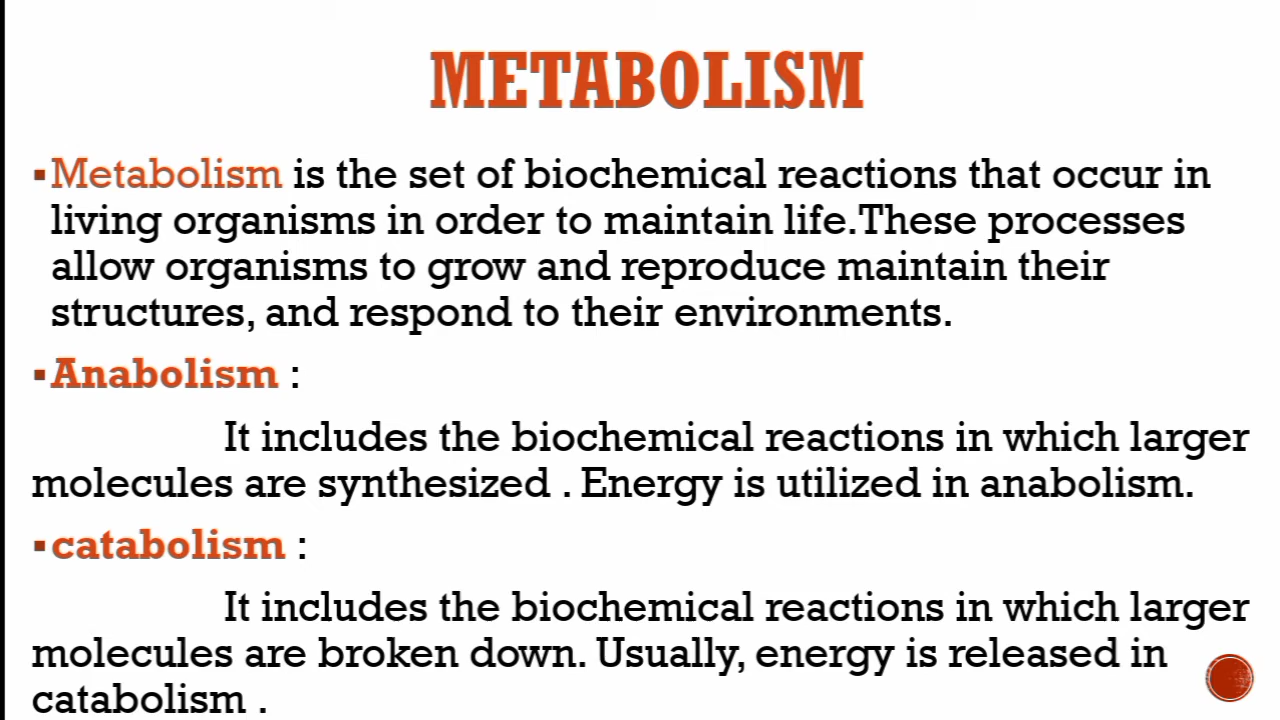 METABOLISM
▪Metabolism is the set of biochemical reactions that occur in
living organisms in order to maintain life.These processes
allow organisms to grow and reproduce maintain their
structures, and respond to their environments.
▪Anabolism :
It includes the biochemical reactions in which larger
molecules are synthesized . Energy is utilized in anabolism.
▪catabolism :
It includes the biochemical reactions in which larger
molecules are broken down. Usually, energy is released in
catabolism .